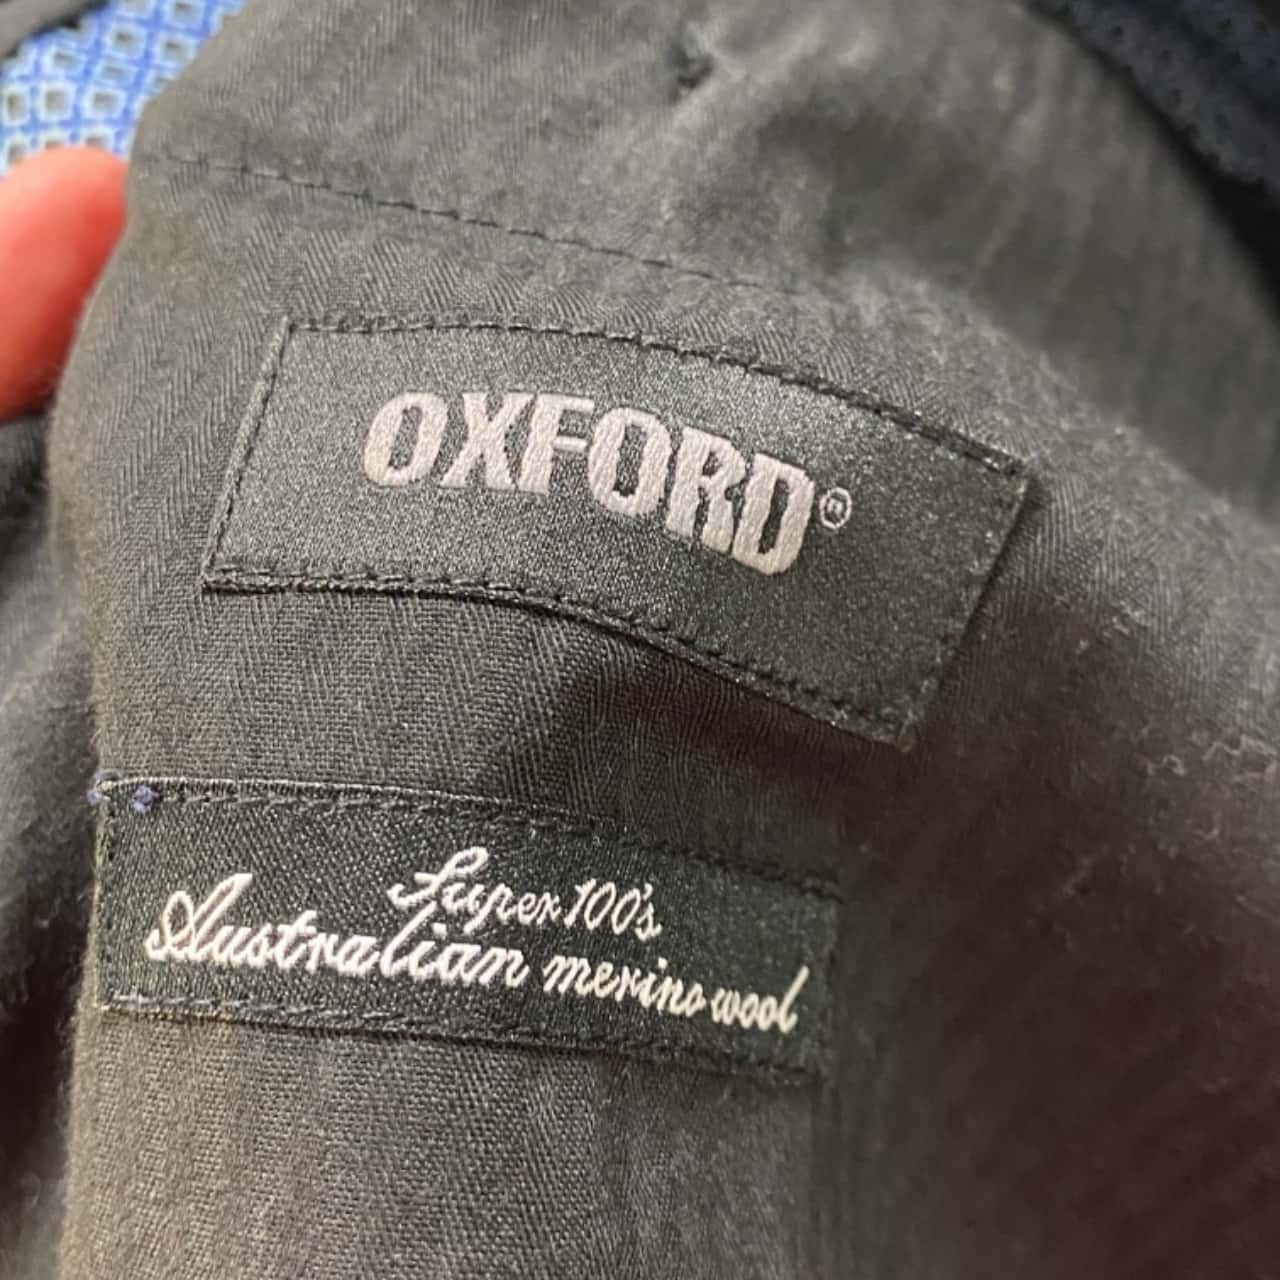 OXFORD®
Super 100's
Australian merino wool